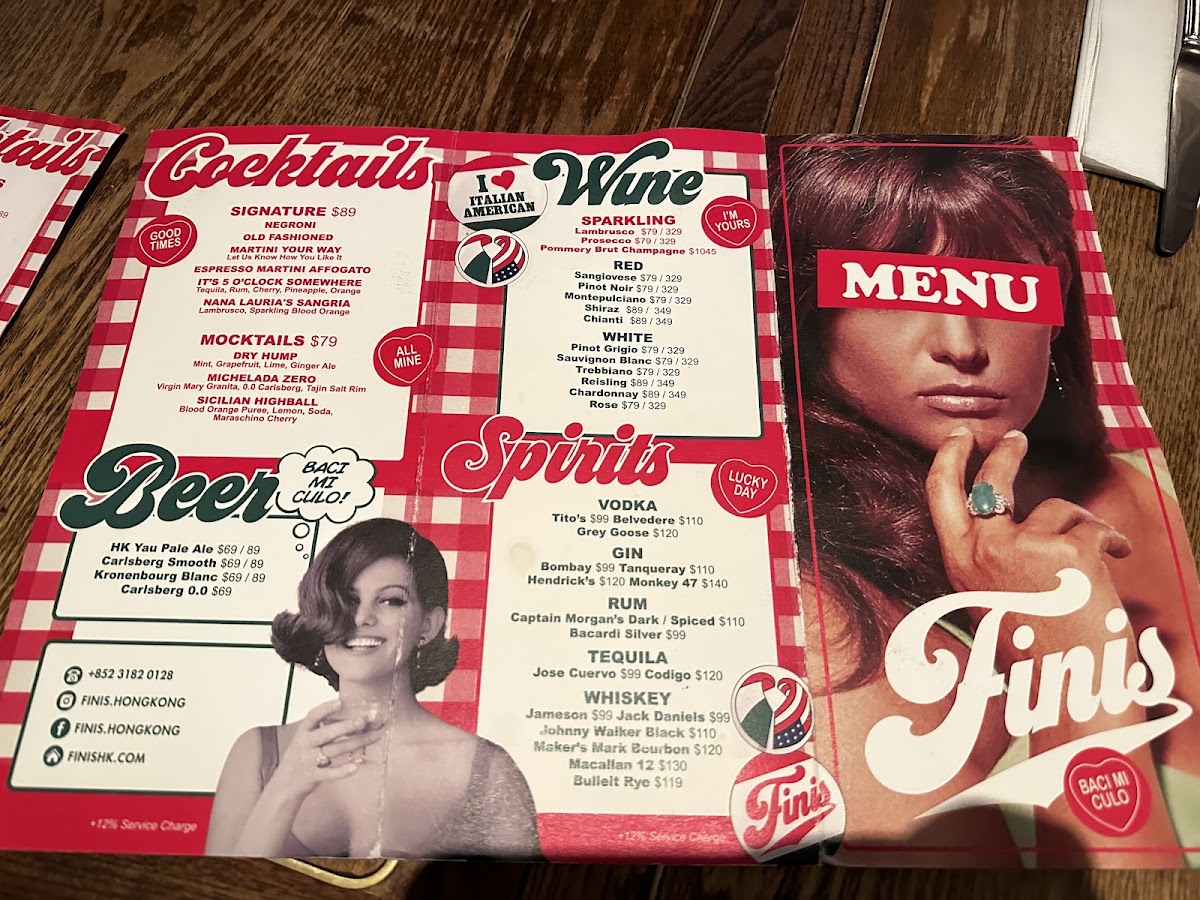 tails
Cocktails
SIGNATURE $89
NEGRONI
OLD FASHIONED
MARTINI YOUR WAY
Let Us Know How You Like It
ESPRESSO MARTINI AFFOGATO
IT'S 5 O'CLOCK SOMEWHERE
Tequila, Rum, Cherry, Pineapple, Orange
NANA LAURIA'S SANGRIA
Lambrusco, Sparkling Blood Orange
GOOD
TIMES
MOCKTAILS $79
DRY HUMP
Mint, Grapefruit, Lime, Ginger Ale
MICHELADA ZERO
Virgin Mary Granita, 0.0 Carlsberg, Tajin Salt Rim
SICILIAN HIGHBALL
Blood Orange Puree, Lemon, Soda,
Maraschino Cherry
ALL
MINE
Beer
BACI
MI
CULO!
HK Yau Pale Ale $69 / 89
Carlsberg Smooth $69 / 89
Kronenbourg Blanc $69 / 89
Carlsberg 0.0 $69
+852 3182 0128
FINIS.HONGKONG
FINIS.HONGKONG
FINISHK.COM
+12% Service Charge
I
ITALIAN
AMERICAN
Wine
SPARKLING
Lambrusco $79 / 329
Prosecco $79 / 329
Pommery Brut Champagne $1045
I'M
YOURS
RED
Sangiovese $79 / 329
Pinot Noir $79 / 329
Montepulciano $79 / 329
Shiraz $89 / 349
Chianti $89 / 349
WHITE
Pinot Grigio $79 / 329
Sauvignon Blanc $79 / 329
Trebbiano $79 / 329
Reisling $89 / 349
Chardonnay $89 / 349
Rose $79 / 329
Spirits
LUCKY
DAY
VODKA
Tito's $99 Belvedere $110
Grey Goose $120
GIN
Bombay $99 Tanqueray $110
Hendrick's $120 Monkey 47 $140
RUM
Captain Morgan's Dark / Spiced $110
Bacardi Silver $99
TEQUILA
Jose Cuervo $99 Codigo $120
WHISKEY
Jameson $99 Jack Daniels $99
Johnny Walker Black $110
Maker's Mark Bourbon $120
Macallan 12 $130
Bulleit Rye $119
Finis
+12% Service Charge
MENU
Finis
BACI MI
CULO